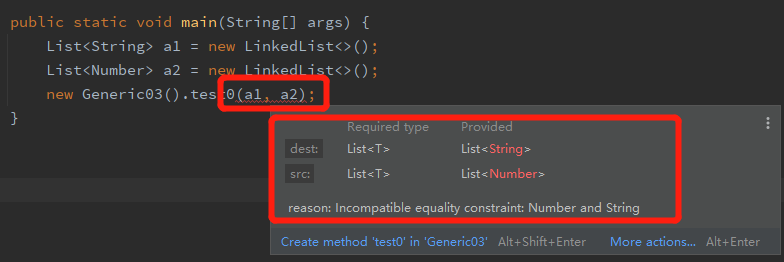 public static void main(String[] args) {
List<String> a1 = new LinkedList<>();
List<Number> a2 = new LinkedList<>();
new Generic03().test0(a1, a2);
}
Required type Provided
dest: List<T> List<String>
src: List<T> List<Number>
reason: Incompatible equality constraint: Number and String
Create method 'test0' in 'Generic03' Alt+Shift+Enter More actions... Alt+Enter